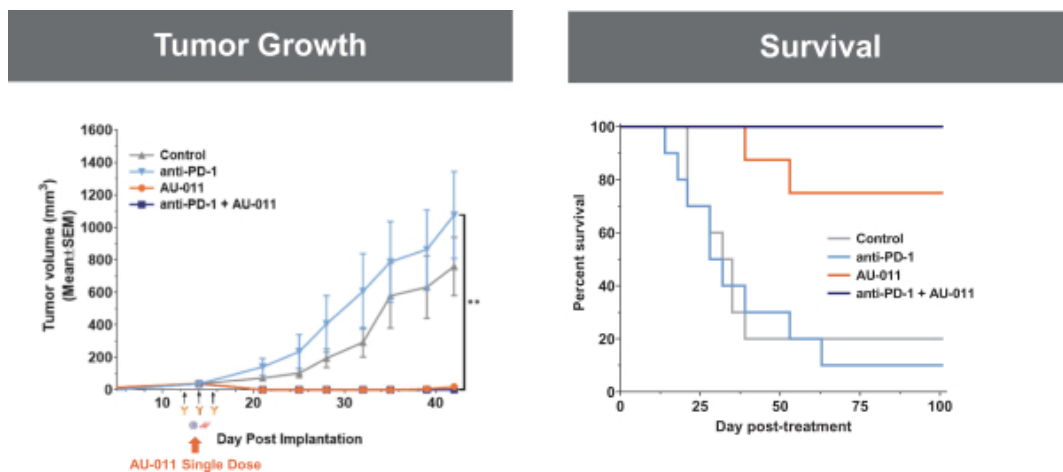 Tumor Growth
Survival
Tumor volume (mm³)
(Mean±SEM)
1600
1400
1200
1000
800
600
400
200
0
Control
anti-PD-1
AU-011
anti-PD-1 + AU-011
**
10
20
30
40
Day Post Implantation
AU-011 Single Dose
Percent survival
100
80
60
40
20
0
Control
anti-PD-1
AU-011
anti-PD-1 + AU-011
0
25
50
75
100
Day post-treatment